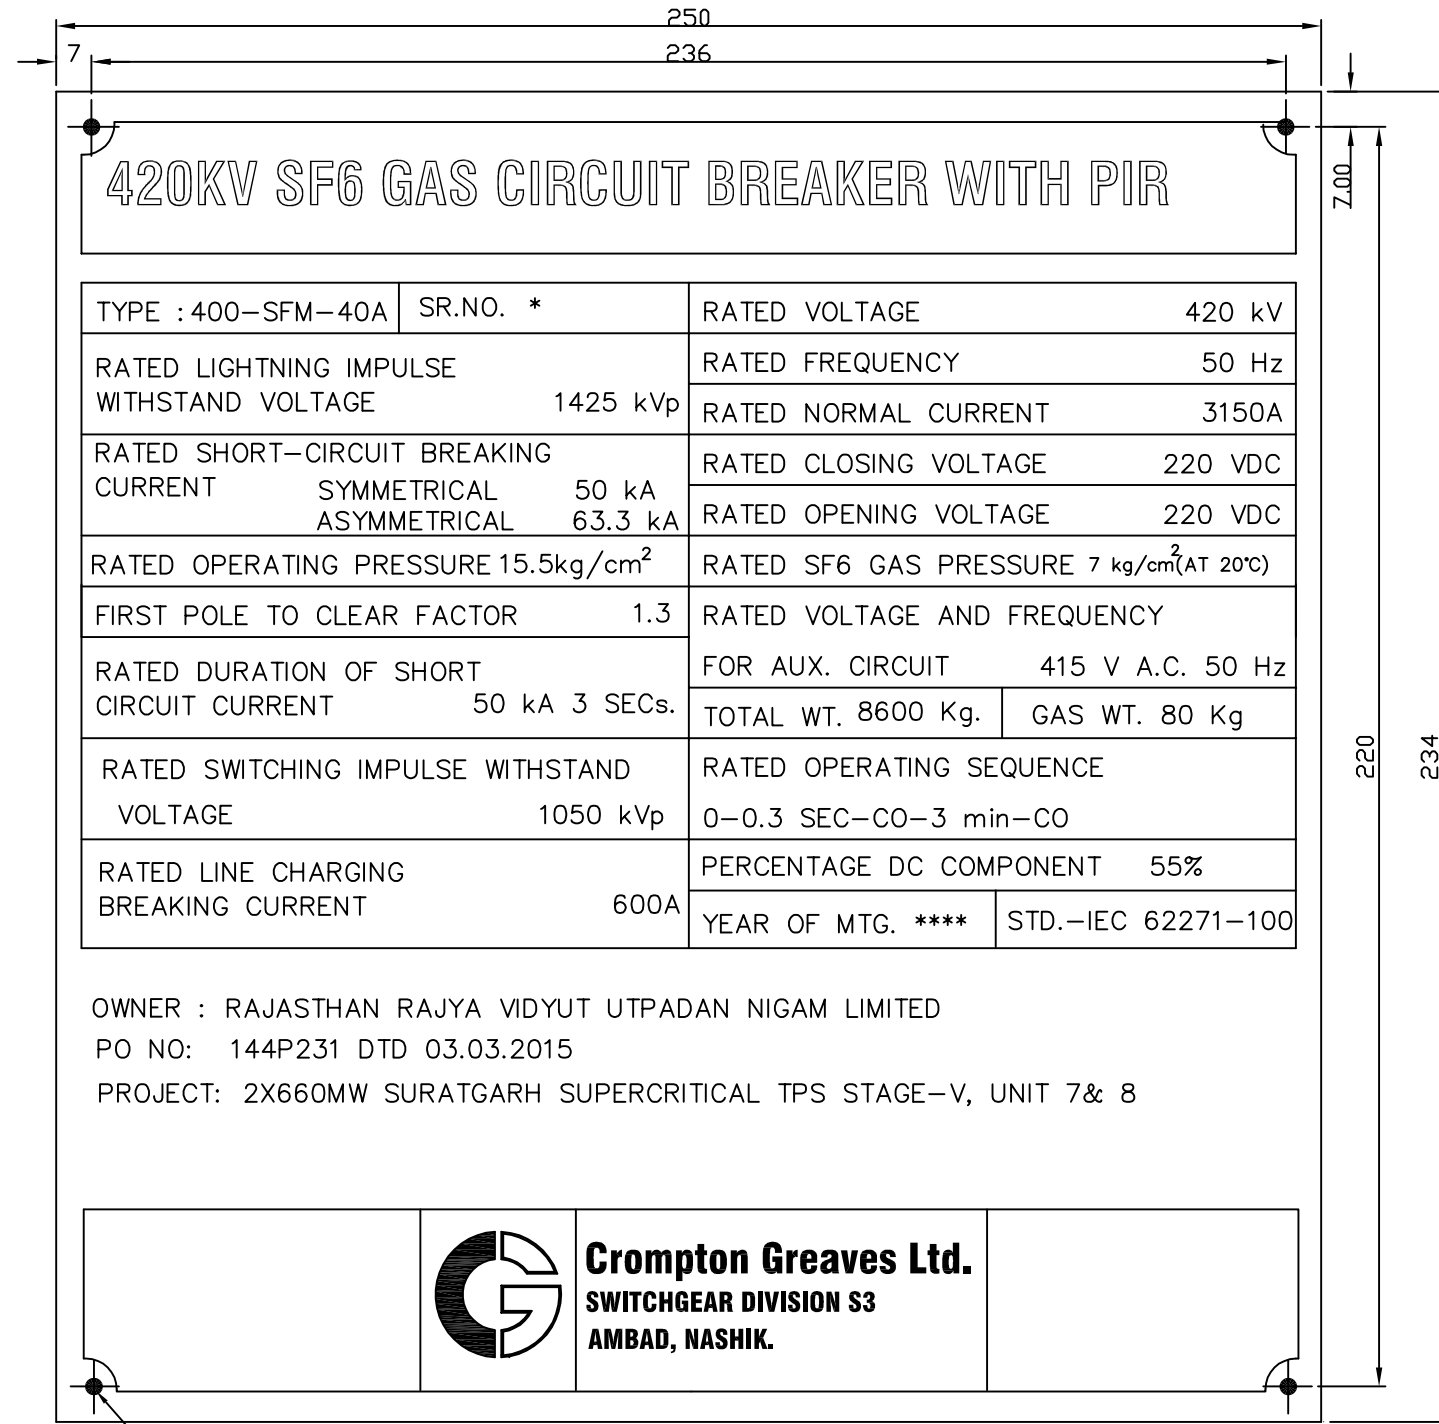 250
7
236
7.00
420KV SF6 GAS CIRCUIT BREAKER WITH PIR
TYPE : 400-SFM-40A
SR.NO. *
RATED LIGHTNING IMPULSE
WITHSTAND VOLTAGE 1425 kVp
RATED SHORT-CIRCUIT BREAKING
CURRENT SYMMETRICAL 50 kA
ASYMMETRICAL 63.3 kA
RATED OPERATING PRESSURE 15.5kg/cm²
FIRST POLE TO CLEAR FACTOR 1.3
RATED DURATION OF SHORT
CIRCUIT CURRENT 50 kA 3 SECs.
RATED SWITCHING IMPULSE WITHSTAND
VOLTAGE 1050 kVp
RATED LINE CHARGING
BREAKING CURRENT 600A
RATED VOLTAGE 420 kV
RATED FREQUENCY 50 Hz
RATED NORMAL CURRENT 3150A
RATED CLOSING VOLTAGE 220 VDC
RATED OPENING VOLTAGE 220 VDC
RATED SF6 GAS PRESSURE 7 kg/cm²(AT 20°C)
RATED VOLTAGE AND FREQUENCY
FOR AUX. CIRCUIT 415 V A.C. 50 Hz
TOTAL WT. 8600 Kg.
GAS WT. 80 Kg
RATED OPERATING SEQUENCE
0-0.3 SEC-CO-3 min-CO
PERCENTAGE DC COMPONENT 55%
YEAR OF MTG. ****
STD.-IEC 62271-100
220
234
OWNER : RAJASTHAN RAJYA VIDYUT UTPADAN NIGAM LIMITED
PO NO: 144P231 DTD 03.03.2015
PROJECT: 2X660MW SURATGARH SUPERCRITICAL TPS STAGE-V, UNIT 7& 8
Crompton Greaves Ltd.
SWITCHGEAR DIVISION S3
AMBAD, NASHIK.